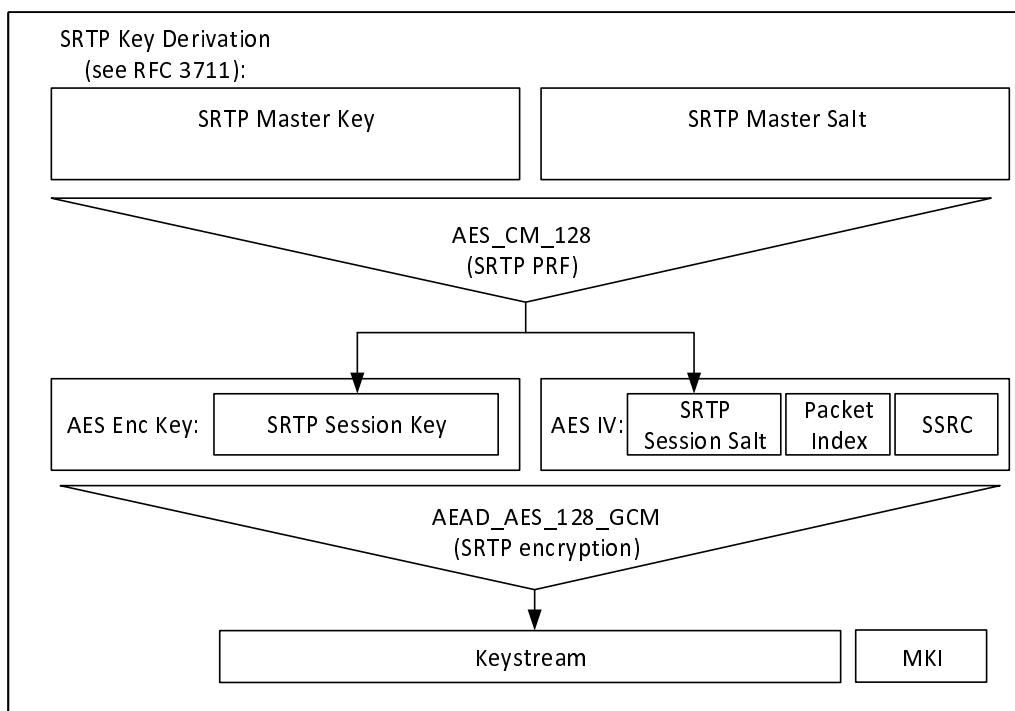 SRTP Key Derivation
(see RFC 3711):
SRTP Master Key
SRTP Master Salt
AES_CM_128
(SRTP PRF)
AES Enc Key:
SRTP Session Key
AES IV:
SRTP
Session Salt
Packet
Index
SSRC
AEAD_AES_128_GCM
(SRTP encryption)
Keystream
MKI